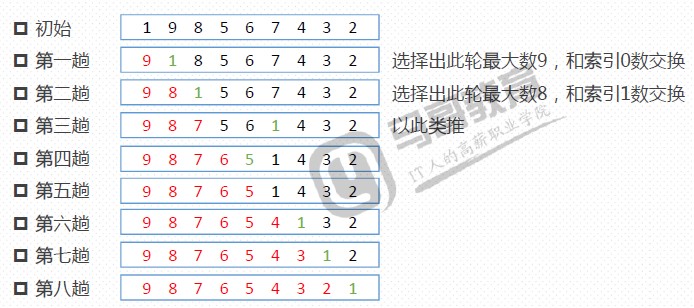 初始 1 9 8 5 6 7 4 3 2
第一趟 9 1 8 5 6 7 4 3 2 选择出此轮最大数9，和索引0数交换
第二趟 9 8 1 5 6 7 4 3 2 选择出此轮最大数8，和索引1数交换
第三趟 9 8 7 5 6 1 4 3 2 以此类推
第四趟 9 8 7 6 5 1 4 3 2
第五趟 9 8 7 6 5 1 4 3 2
第六趟 9 8 7 6 5 4 1 3 2
第七趟 9 8 7 6 5 4 3 1 2
第八趟 9 8 7 6 5 4 3 2 1
马哥教育
IT人的高薪职业学院